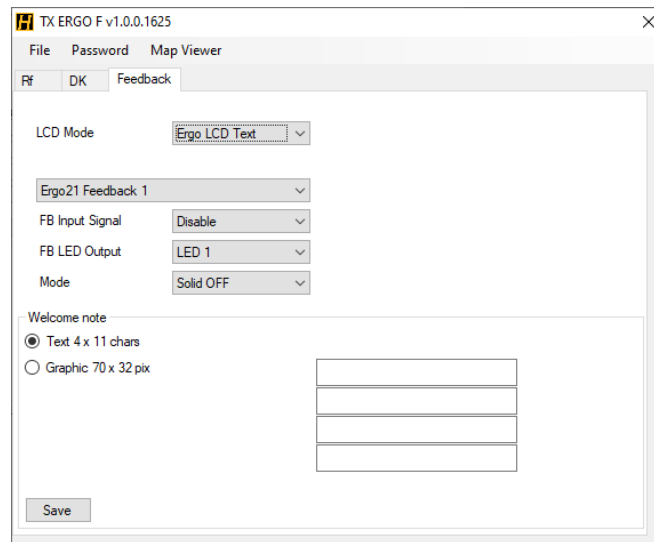 TX ERGO F v1.0.0.1625
File Password Map Viewer
Rf DK Feedback
LCD Mode Ergo LCD Text
Ergo21 Feedback 1
FB Input Signal Disable
FB LED Output LED 1
Mode Solid OFF
Welcome note
Text 4 x 11 chars
Graphic 70 x 32 pix
Save